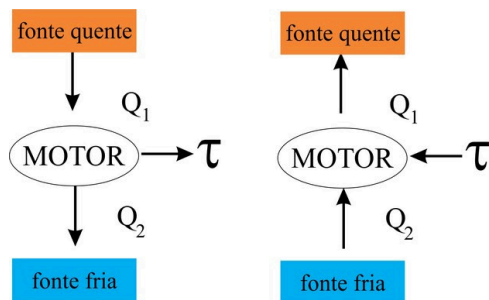 fonte quente
Q1
MOTOR
τ
Q2
fonte fria
fonte quente
Q1
MOTOR
τ
Q2
fonte fria